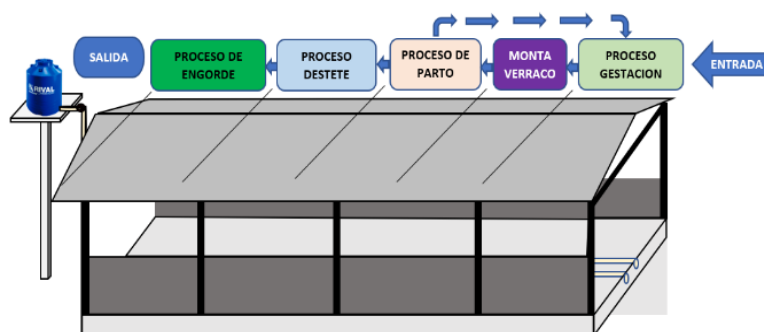 SALIDA
PROCESO DE
ENGORDE
PROCESO
DESTETE
PROCESO DE
PARTO
MONTA
VERRACO
PROCESO
GESTACION
ENTRADA
RIVAL